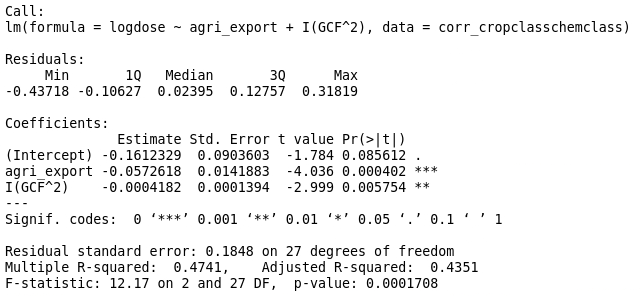 Call:
lm(formula = logdose ~ agri_export + I(GCF^2), data = corr_cropclasschemclass)

Residuals:
     Min       1Q   Median       3Q      Max
-0.43718 -0.10627  0.02395  0.12757  0.31819

Coefficients:
              Estimate Std. Error t value Pr(>|t|)
(Intercept) -0.1612329  0.0903603  -1.784 0.085612 .
agri_export -0.0572618  0.0141883  -4.036 0.000402 ***
I(GCF^2)    -0.0004182  0.0001394  -2.999 0.005754 **
---
Signif. codes:  0 ‘***’ 0.001 ‘**’ 0.01 ‘*’ 0.05 ‘.’ 0.1 ‘ ’ 1

Residual standard error: 0.1848 on 27 degrees of freedom
Multiple R-squared:  0.4741,    Adjusted R-squared:  0.4351
F-statistic: 12.17 on 2 and 27 DF,  p-value: 0.0001708